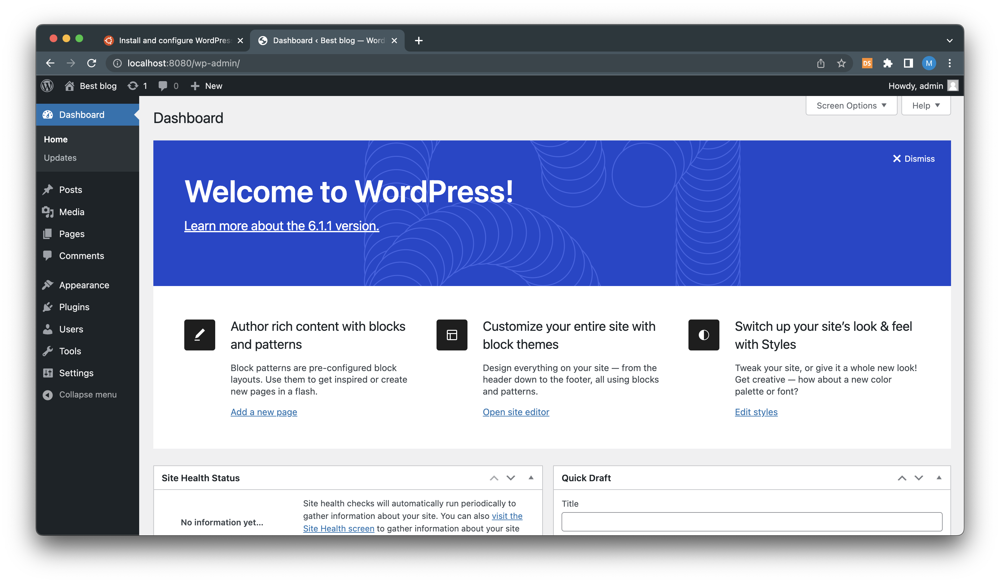 Install and configure WordPres
Dashboard ‹ Best blog — Word
localhost:8080/wp-admin/
DS
M
Best blog
1
0
New
Howdy, admin
Dashboard
Home
Updates
Posts
Media
Pages
Comments
Appearance
Plugins
Users
Tools
Settings
Collapse menu
Screen Options
Help
Dashboard
Dismiss
Welcome to WordPress!
Learn more about the 6.1.1 version.
Author rich content with blocks
and patterns
Block patterns are pre-configured block
layouts. Use them to get inspired or create
new pages in a flash.
Add a new page
Customize your entire site with
block themes
Design everything on your site — from the
header down to the footer, all using blocks
and patterns.
Open site editor
Switch up your site’s look & feel
with Styles
Tweak your site, or give it a whole new look!
Get creative — how about a new color
palette or font?
Edit styles
Site Health Status
No information yet...
Site health checks will automatically run periodically to
gather information about your site. You can also visit the
Site Health screen to gather information about your site
Quick Draft
Title